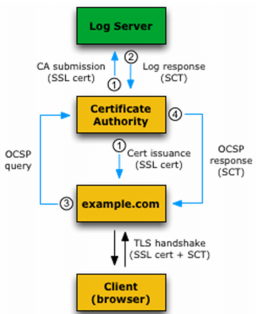 Log Server
CA submission
(SSL cert)
②
Log response
(SCT)
①
Certificate
Authority
④
①
Cert issuance
(SSL cert)
OCSP
query
OCSP
response
(SCT)
③
example.com
TLS handshake
(SSL cert + SCT)
Client
(browser)